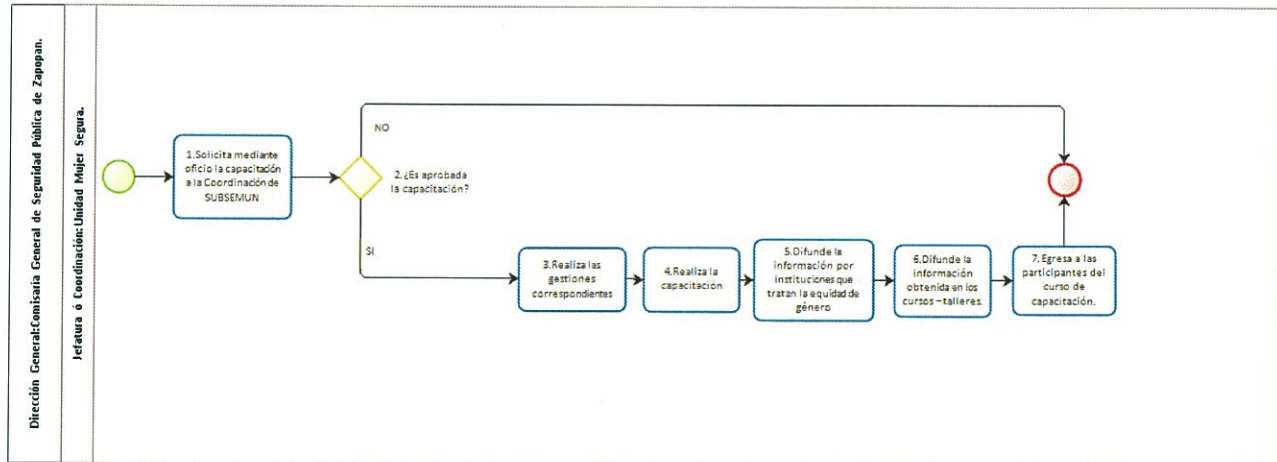 Dirección General:Comisaría General de Seguridad Pública de Zapopan.
Jefatura ó Coordinación:Unidad Mujer Segura.
1.Solicita mediante
oficio la capacitación
a la Coordinación de
SUBSEMUN
2.¿Es aprobada
la capacitación?
NO
SI
3.Realiza las
gestiones
correspondientes
4.Realiza la
capacitación
5.Difunde la
información por
instituciones que
tratan la equidad de
género
6.Difunde la
información
obtenida en los
cursos –talleres.
7.Egresa a las
participantes del
curso de
capacitación.